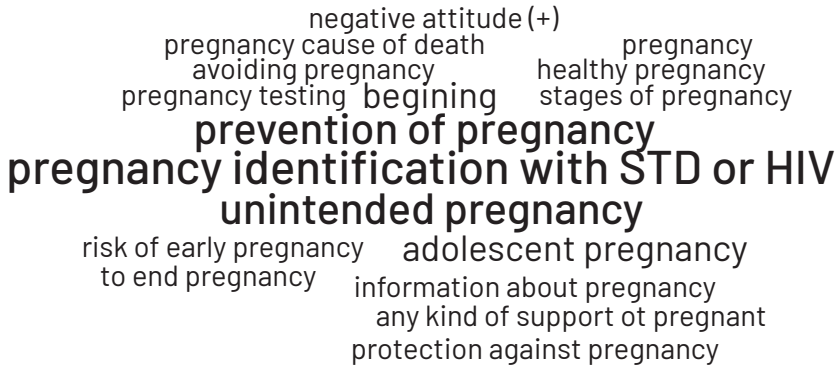 negative attitude (+)
pregnancy cause of death pregnancy
avoiding pregnancy healthy pregnancy
pregnancy testing begining stages of pregnancy
prevention of pregnancy
pregnancy identification with STD or HIV
unintended pregnancy
risk of early pregnancy adolescent pregnancy
to end pregnancy
information about pregnancy
any kind of support ot pregnant
protection against pregnancy